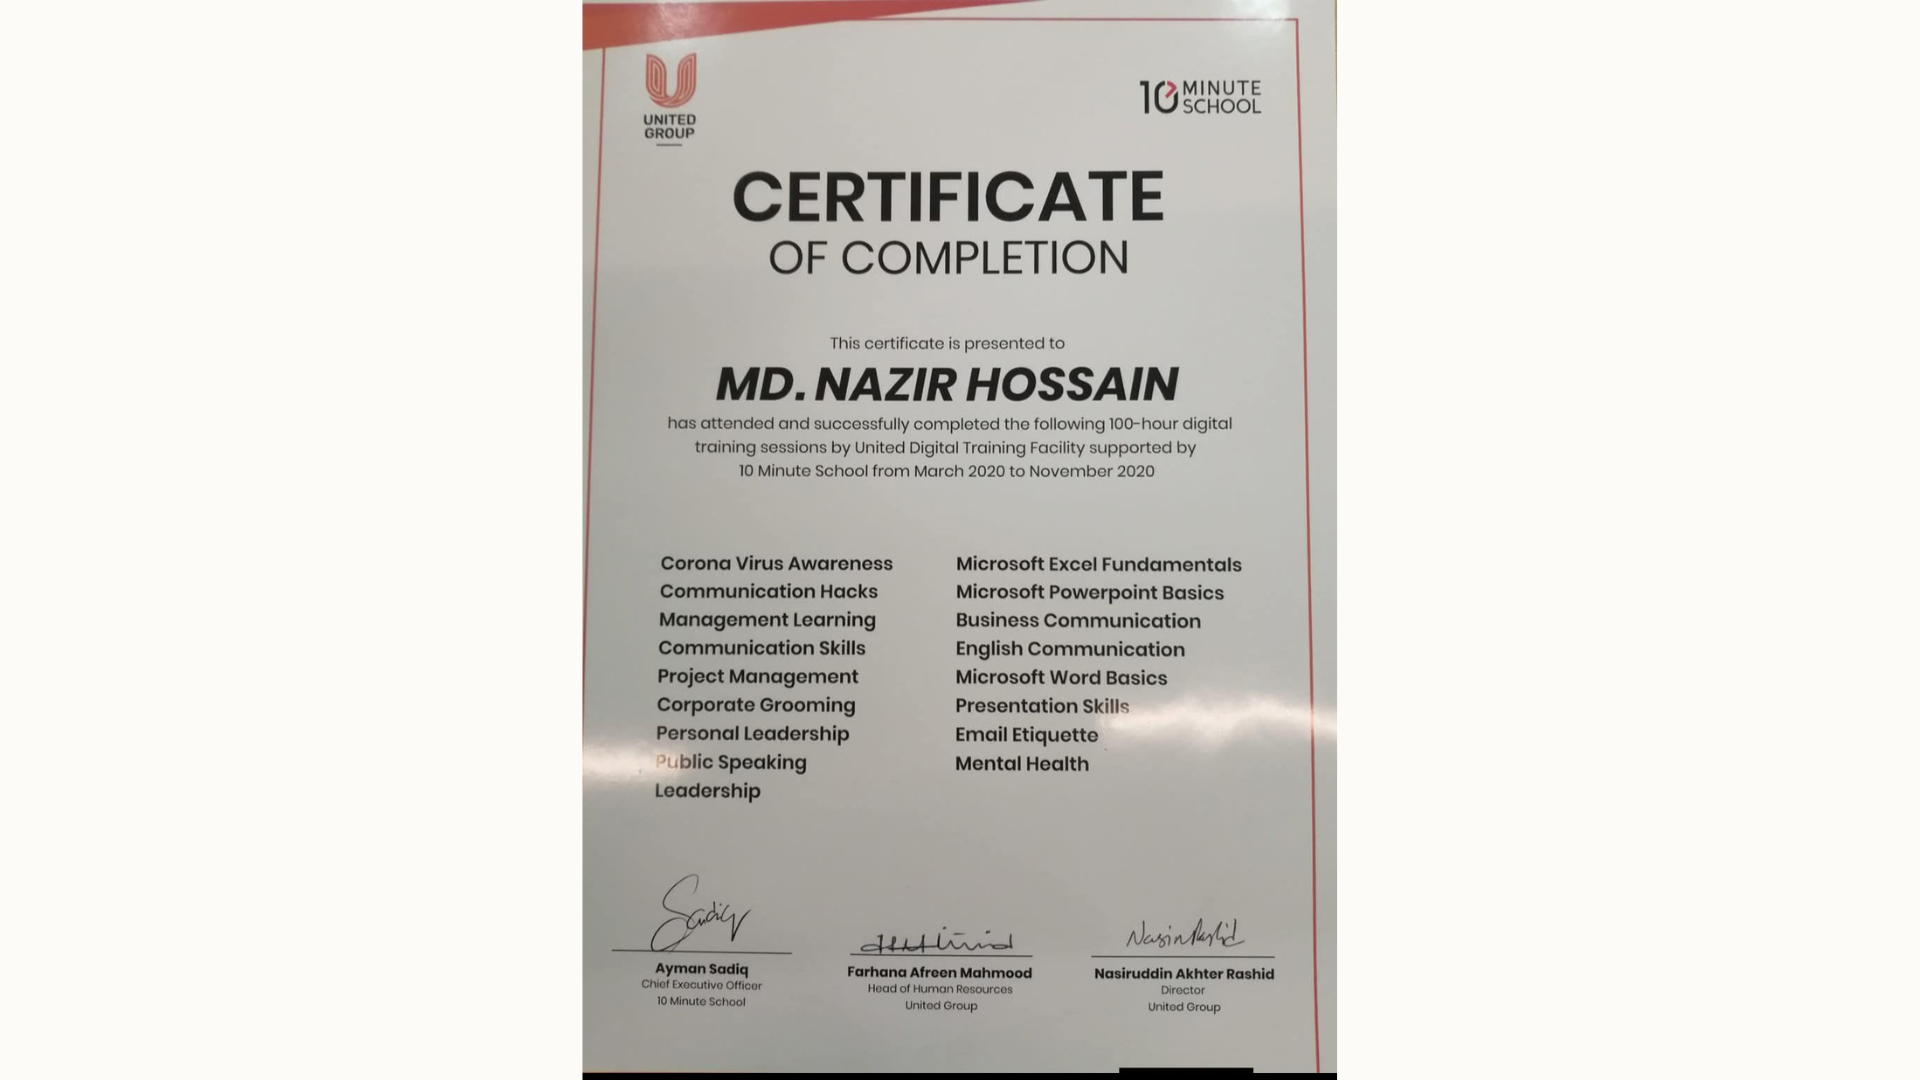 UNITED
GROUP
10 MINUTE
SCHOOL
CERTIFICATE
OF COMPLETION
This certificate is presented to
MD. NAZIR HOSSAIN
has attended and successfully completed the following 100-hour digital
training sessions by United Digital Training Facility supported by
10 Minute School from March 2020 to November 2020
Corona Virus Awareness
Communication Hacks
Management Learning
Communication Skills
Project Management
Corporate Grooming
Personal Leadership
Public Speaking
Leadership
Microsoft Excel Fundamentals
Microsoft Powerpoint Basics
Business Communication
English Communication
Microsoft Word Basics
Presentation Skills
Email Etiquette
Mental Health
Sadiq
Ayman Sadiq
Chief Executive Officer
10 Minute School
Farhana Afreen Mahmood
Head of Human Resources
United Group
Nasiruddin Akhter Rashid
Director
United Group